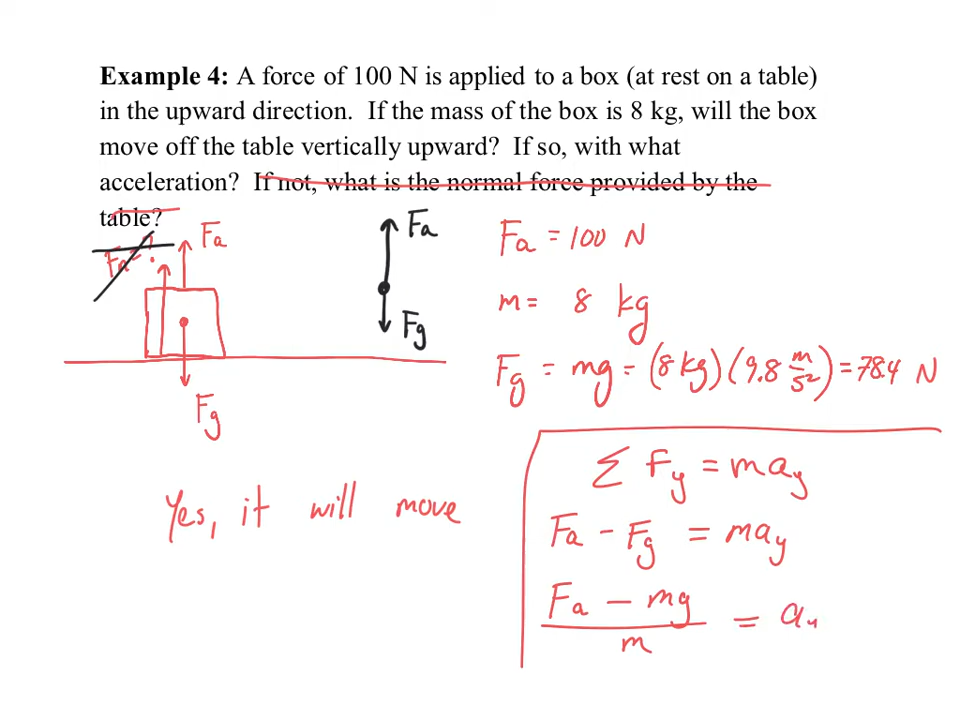 Example 4: A force of 100 N is applied to a box (at rest on a table)
in the upward direction. If the mass of the box is 8 kg, will the box
move off the table vertically upward? If so, with what
acceleration? If not, what is the normal force provided by the
table?
Fa
Fg
Fa
Fg
Fa = 100 N
m = 8 kg
Fg = mg = (8 kg)(9.8 m/s²) = 78.4 N
Yes, it will move
Σ Fy = may
Fa - Fg = may
Fa - mg
m
= ay